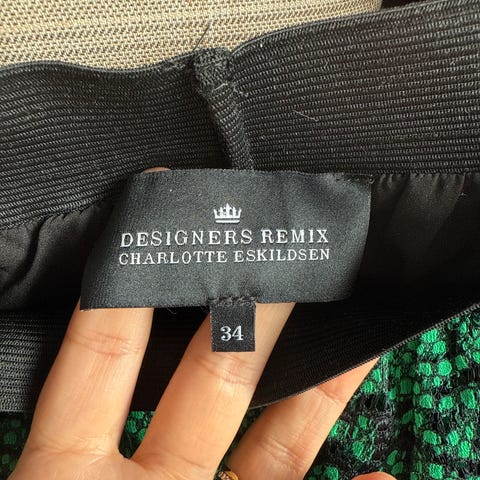 DESIGNERS REMIX
CHARLOTTE ESKILDSEN
34